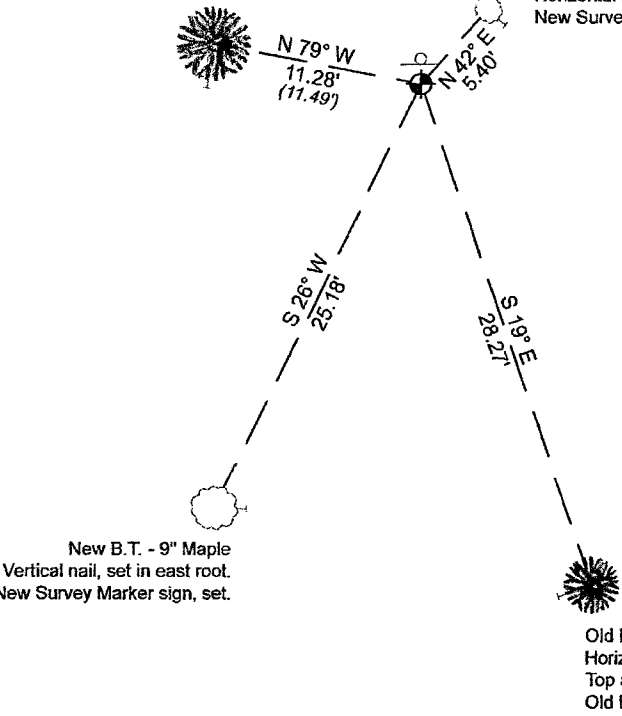 New Surve
N 79° W
11.28'
(11.49')
N 42° E
5.40'
S 26° W
25.18'
S 19° E
28.27'
New B.T. - 9" Maple
Vertical nail, set in east root.
New Survey Marker sign, set.
Old
Horiz
Top
Old